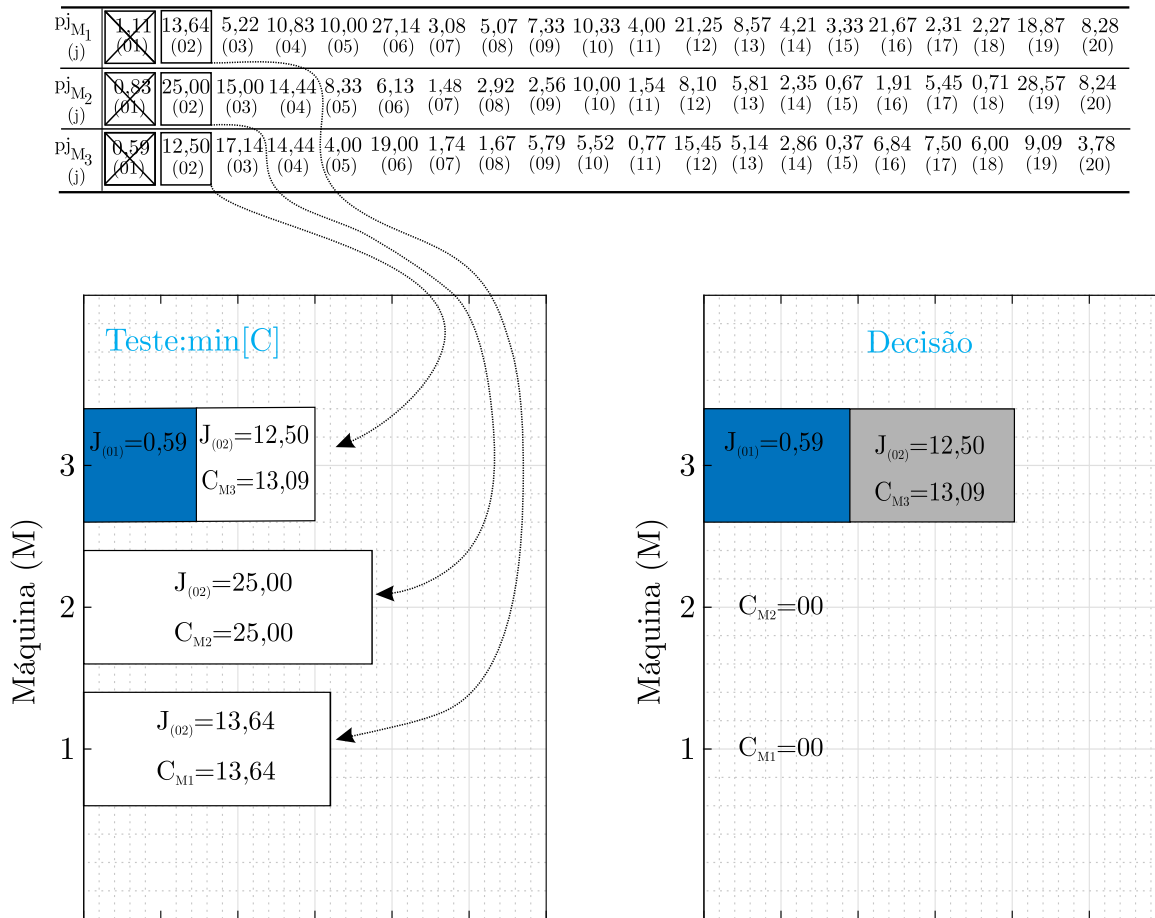 pj_M1 1,11 13,64 5,22 10,83 10,00 27,14 3,08 5,07 7,33 10,33 4,00 21,25 8,57 4,21 3,33 21,67 2,31 2,27 18,87 8,28
(j) (01) (02) (03) (04) (05) (06) (07) (08) (09) (10) (11) (12) (13) (14) (15) (16) (17) (18) (19) (20)
pj_M2 0,83 25,00 15,00 14,44 8,33 6,13 1,48 2,92 2,56 10,00 1,54 8,10 5,81 2,35 0,67 1,91 5,45 0,71 28,57 8,24
(j) (01) (02) (03) (04) (05) (06) (07) (08) (09) (10) (11) (12) (13) (14) (15) (16) (17) (18) (19) (20)
pj_M3 0,59 12,50 17,14 14,44 4,00 19,00 1,74 1,67 5,79 5,52 0,77 15,45 5,14 2,86 0,37 6,84 7,50 6,00 9,09 3,78
(j) (01) (02) (03) (04) (05) (06) (07) (08) (09) (10) (11) (12) (13) (14) (15) (16) (17) (18) (19) (20)
Teste:min[C]
Máquina (M)
3
J(02)=12,50
J(01)=0,59
C_M3=13,09
2
J(02)=25,00
C_M2=25,00
1
J(02)=13,64
C_M1=13,64
Decisão
Máquina (M)
3
J(01)=0,59
J(02)=12,50
C_M3=13,09
2
C_M2=00
1
C_M1=00